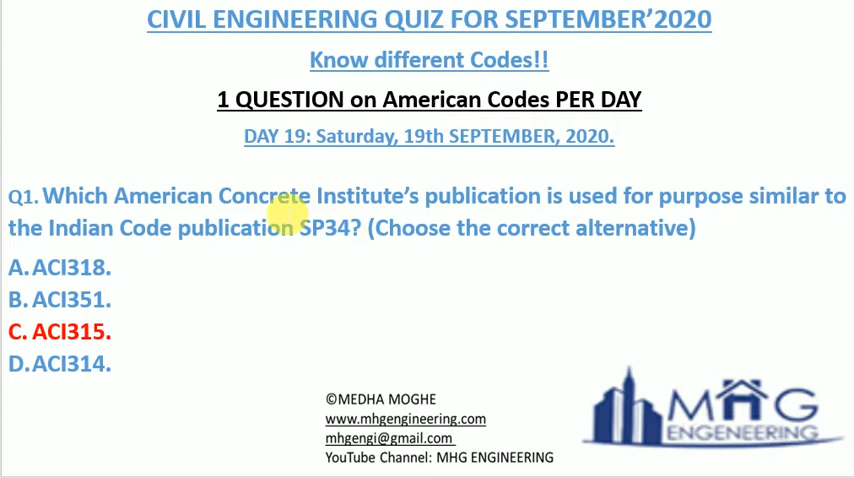 CIVIL ENGINEERING QUIZ FOR SEPTEMBER'2020
Know different Codes!!
1 QUESTION on American Codes PER DAY
DAY 19: Saturday, 19th SEPTEMBER, 2020.
Q1. Which American Concrete Institute's publication is used for purpose similar to
the Indian Code publication SP34? (Choose the correct alternative)
A. ACI318.
B. ACI351.
C. ACI315.
D. ACI314.
©MEDHA MOGHE
www.mhgengineering.com
mhgengi@gmail.com
YouTube Channel: MHG ENGINEERING
MHG
ENGENEERING